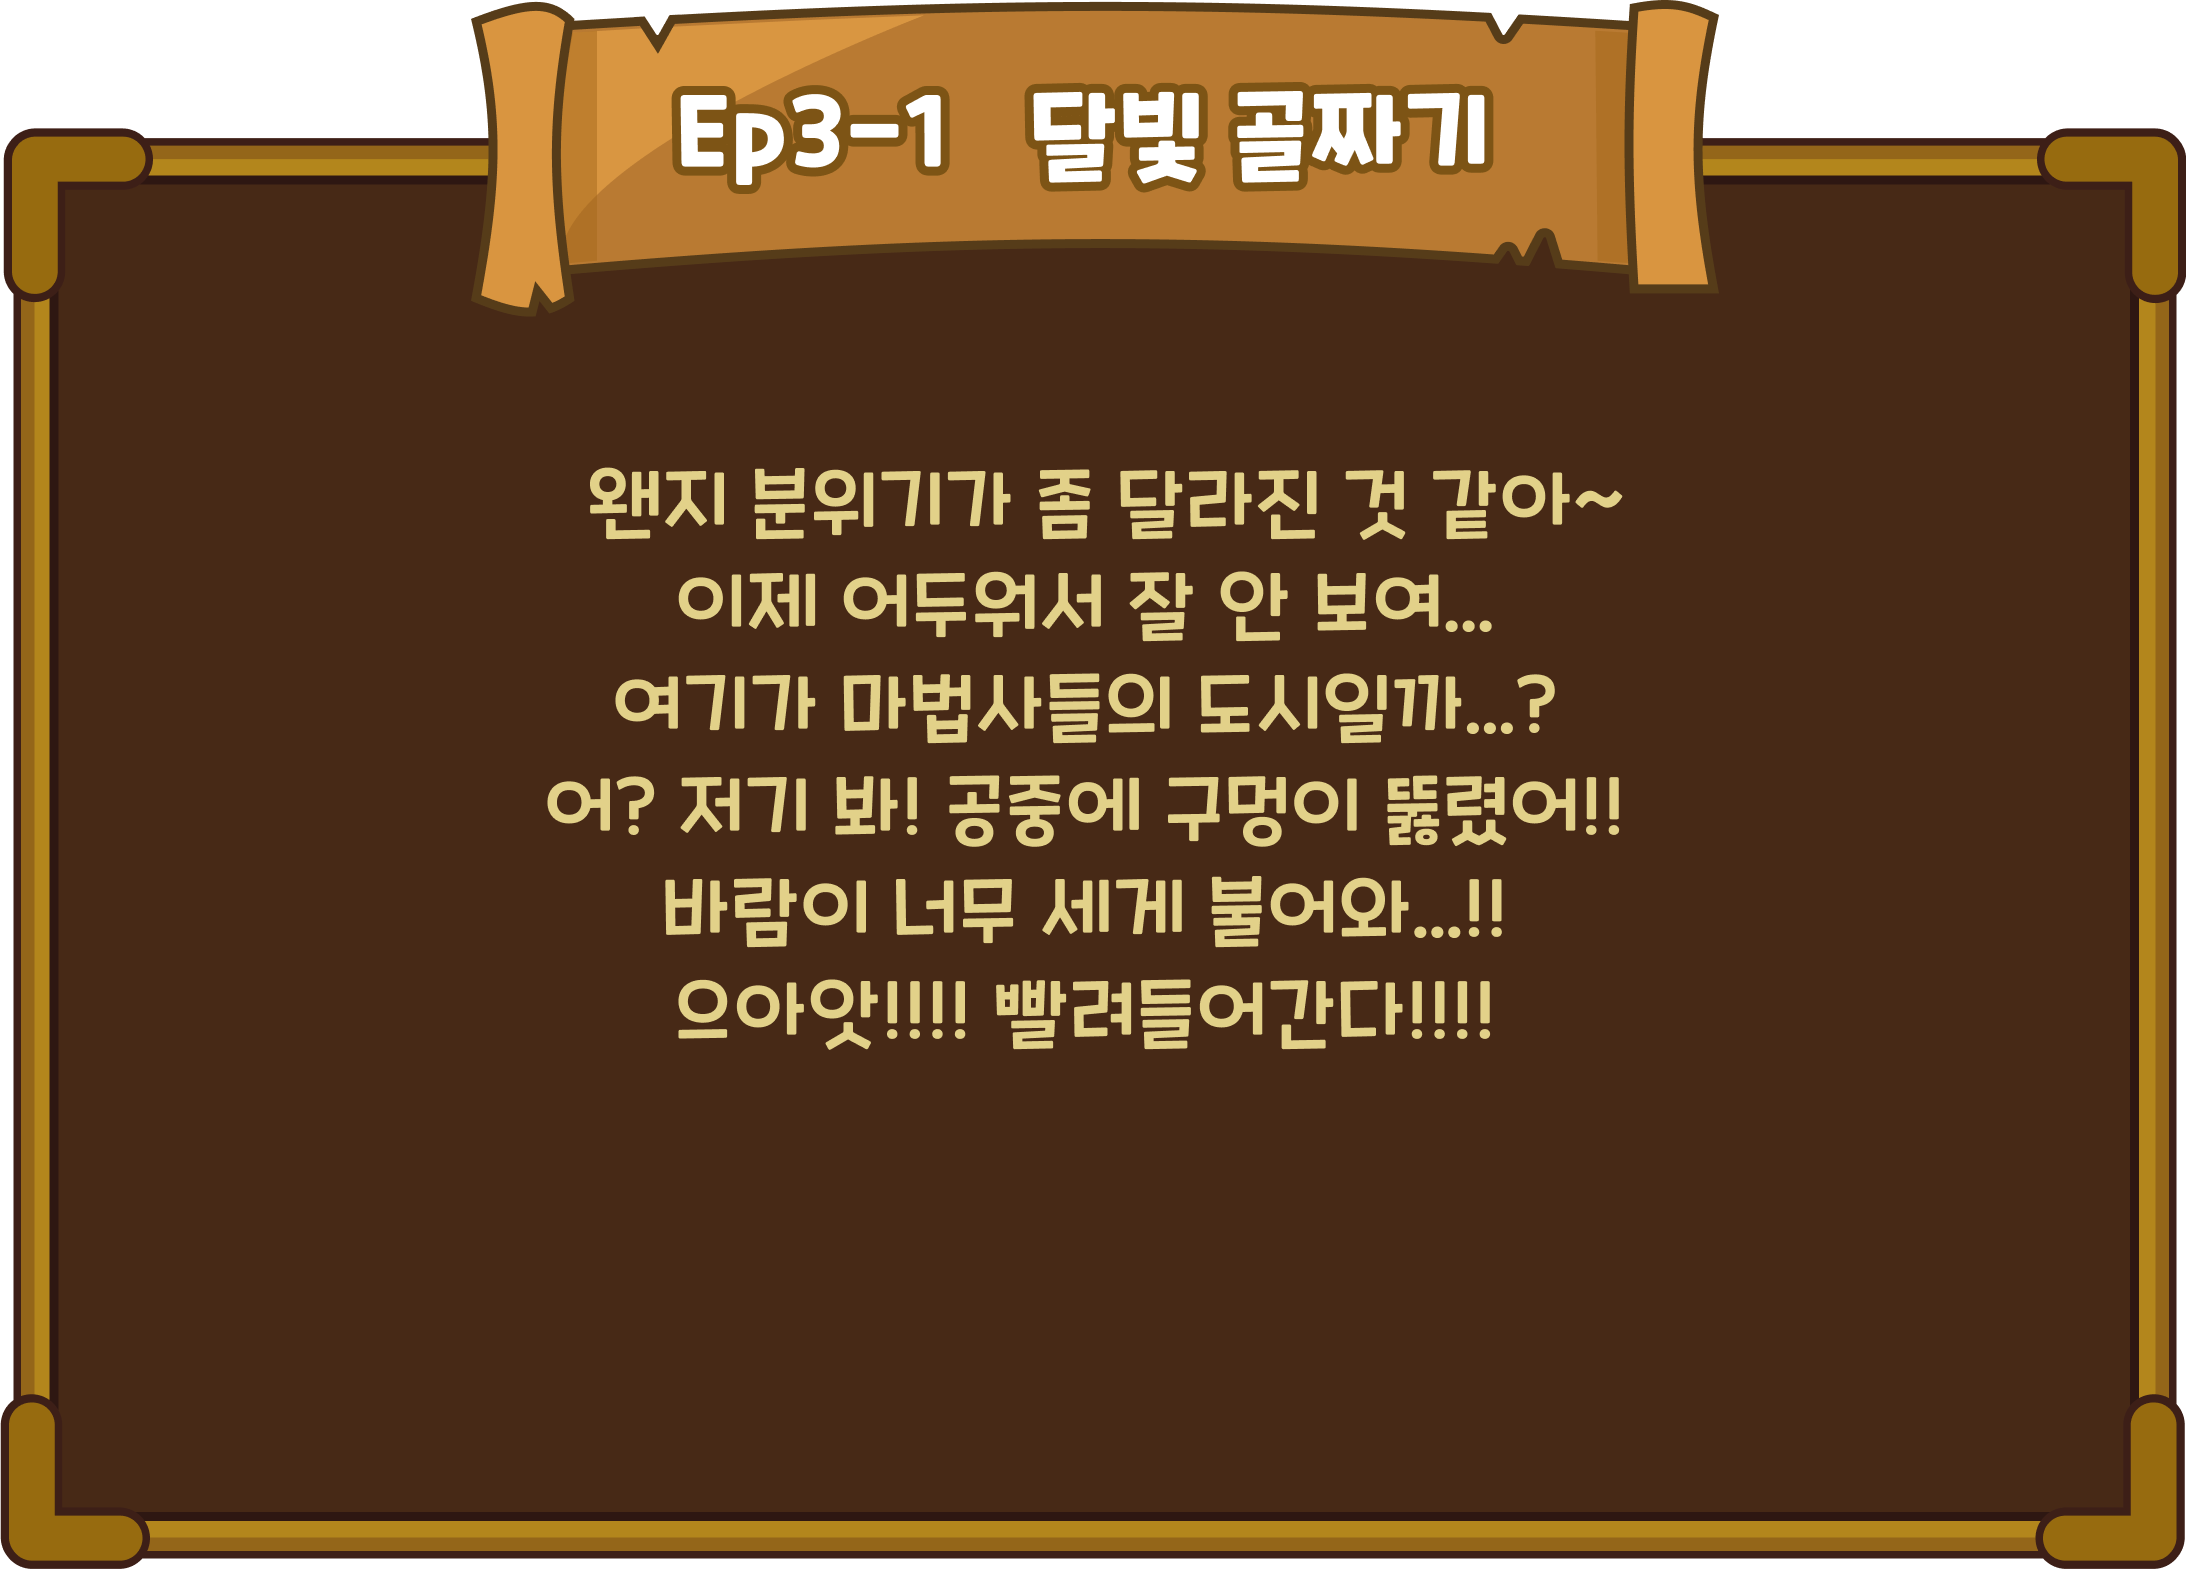 Ep3-1 달빛 골짜기
왠지 분위기가 좀 달라진 것 같아~
이제 어두워서 잘 안 보여...
여기가 마법사들의 도시일까...?
어? 저기 봐! 공중에 구멍이 뚫렸어!!
바람이 너무 세게 불어와...!!
으아앗!!!! 빨려들어간다!!!!